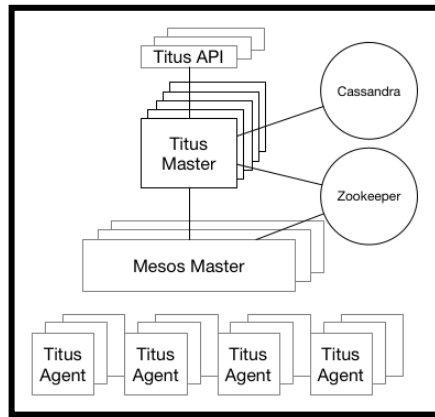 Titus API
Cassandra
Titus
Master
Zookeeper
Mesos Master
Titus
Agent
Titus
Agent
Titus
Agent
Titus
Agent